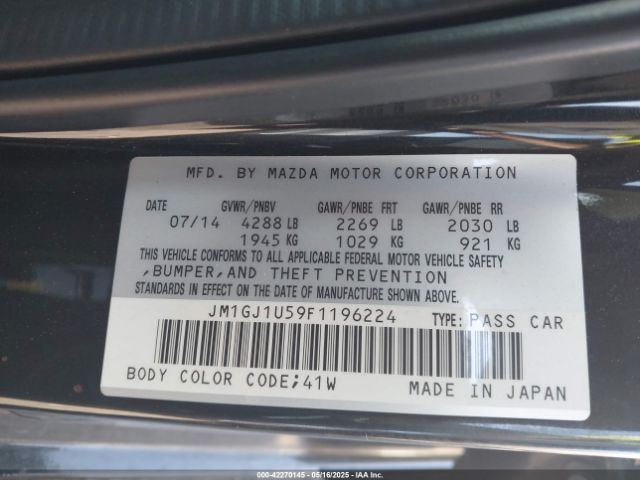 MFD. BY MAZDA MOTOR CORPORATION
DATE GVWR/PNBV GAWR/PNBE FRT GAWR/PNBE RR
07/14 4288 LB 2269 LB 2030 LB
1945 KG 1029 KG 921 KG
THIS VEHICLE CONFORMS TO ALL APPLICABLE FEDERAL MOTOR VEHICLE SAFETY
,BUMPER,AND THEFT PREVENTION
STANDARDS IN EFFECT ON THE DATE OF MANUFACTURE SHOWN ABOVE.
JM1GJ1U59F1196224 TYPE: PASS CAR
BODY COLOR CODE;41W MADE IN JAPAN
000-42270145 - 05/16/2025 - IAA Inc.